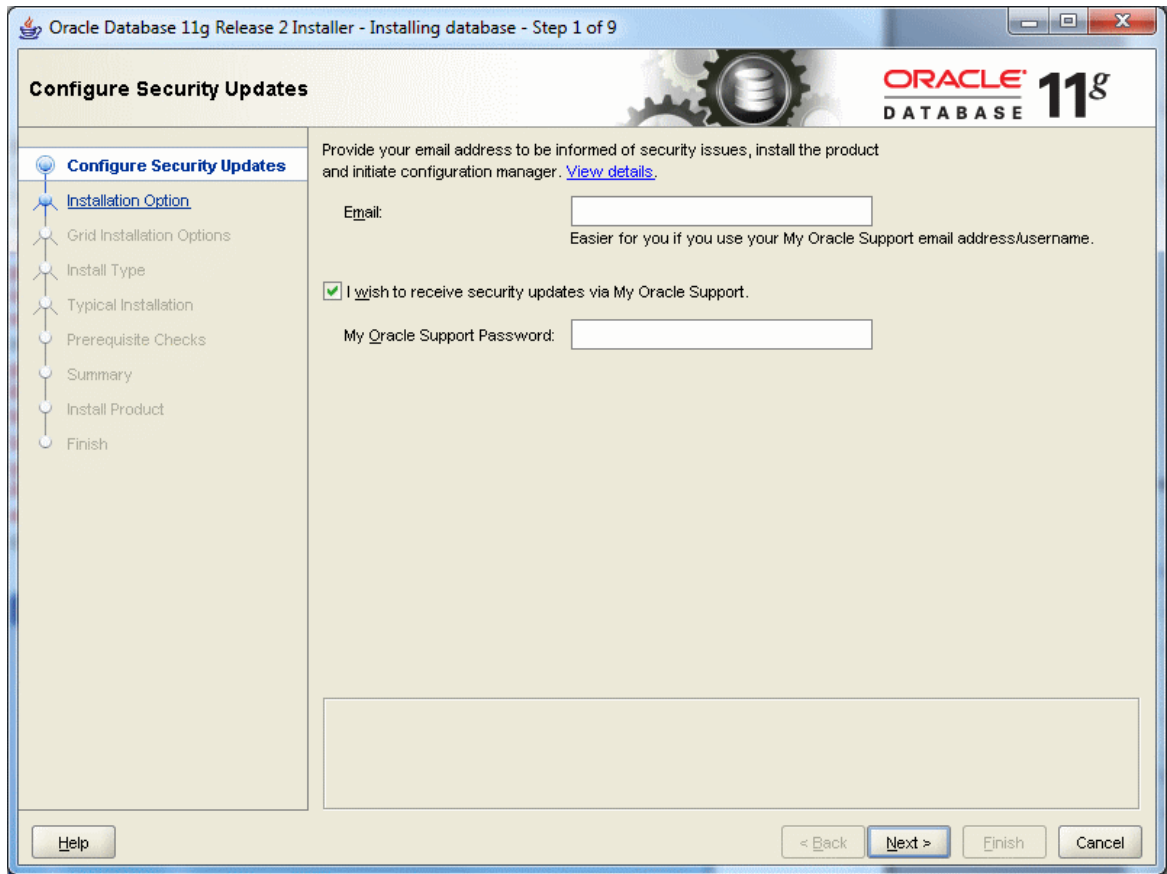 Oracle Database 11g Release 2 Installer - Installing database - Step 1 of 9
Configure Security Updates
ORACLE DATABASE 11g
Configure Security Updates
Installation Option
Grid Installation Options
Install Type
Typical Installation
Prerequisite Checks
Summary
Install Product
Finish
Provide your email address to be informed of security issues, install the product
and initiate configuration manager. View details.
Email:
Easier for you if you use your My Oracle Support email address/username.
I wish to receive security updates via My Oracle Support.
My Oracle Support Password:
Help
< Back
Next >
Finish
Cancel